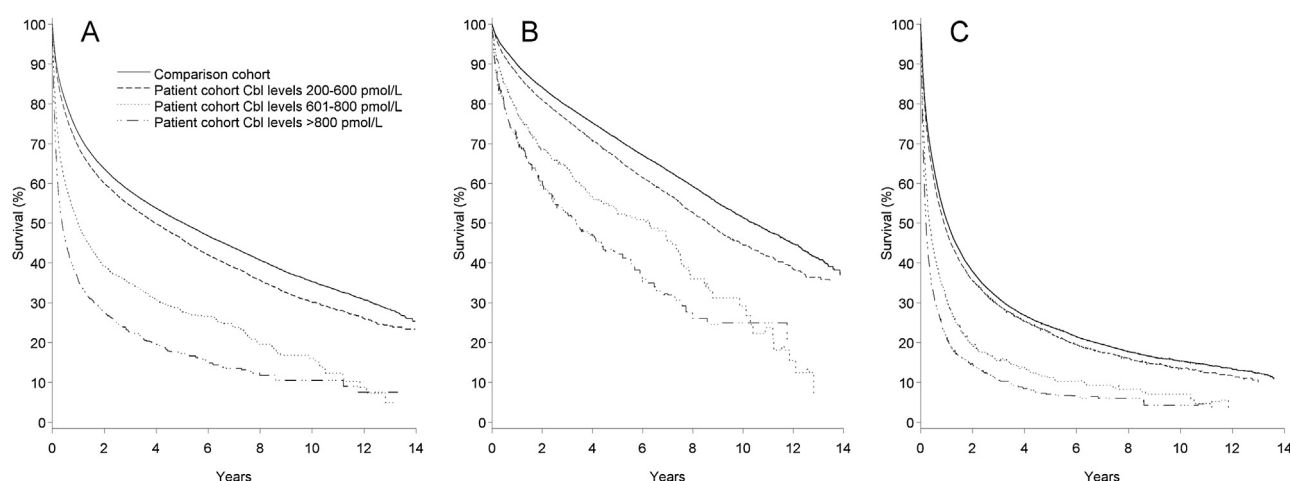 A
B
C
Comparison cohort
Patient cohort Cbl levels 200-600 pmol/L
Patient cohort Cbl levels 601-800 pmol/L
Patient cohort Cbl levels >800 pmol/L
Survival (%)
100
90
80
70
60
50
40
30
20
10
0
0 2 4 6 8 10 12 14
Years
Survival (%)
100
90
80
70
60
50
40
30
20
10
0
0 2 4 6 8 10 12 14
Years
Survival (%)
100
90
80
70
60
50
40
30
20
10
0
0 2 4 6 8 10 12 14
Years